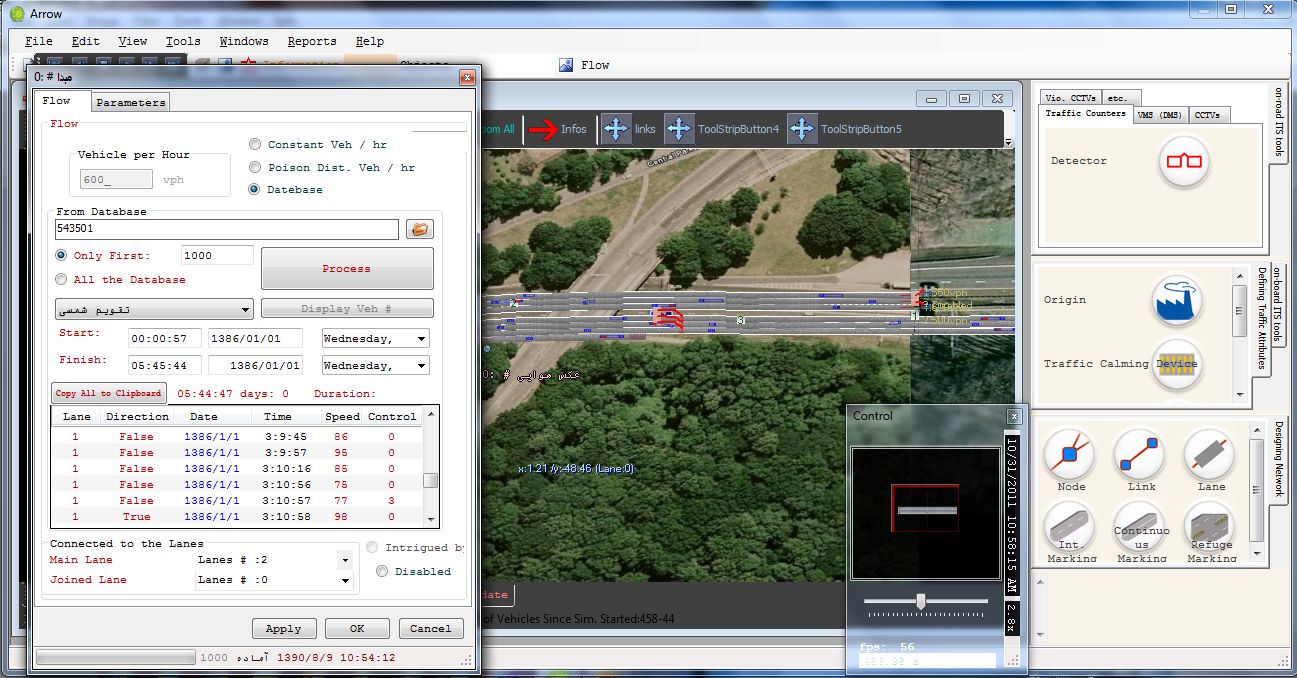 Arrow
File Edit View Tools Windows Reports Help
Flow
0: # مبدا
Flow Parameters
Flow
Constant Veh / hr
Vehicle per Hour
Poison Dist. Veh / hr
600_ vph
Datebase
From Database
543501
Only First: 1000
Process
All the Database
تقویم شمسی
Display Veh #
Start: 00:00:57 1386/01/01 Wednesday,
Finish: 05:45:44 1386/01/01 Wednesday,
Copy All to Clipboard 05:44:47 days: 0 Duration:
Lane Direction Date Time Speed Control
1 False 1386/1/1 3:9:45 86 0
1 False 1386/1/1 3:9:57 95 0
1 False 1386/1/1 3:10:16 85 0
1 False 1386/1/1 3:10:56 75 0
1 False 1386/1/1 3:10:57 77 3
1 True 1386/1/1 3:10:58 98 0
Connected to the Lanes
Main Lane Lanes # :2
Joined Lane Lanes # :0
Intrigued by
Disabled
Apply OK Cancel
1000 آماده 1390/8/9 10:54:12
oom All Infos links ToolStripButton4 ToolStripButton5
Central Park
2
3
1
0: # عکس هوایی
x:1.21 /y:-48.46 (Lane:0)
date
of Vehicles Since Sim. Started:458-44
Control
10/31/2011 10:58:15 AM 2.8x
fps: 56
Vio. CCTVs etc.
Traffic Counters VMS (DMS) CCTVs
on-road ITS tools
Detector
Origin
Traffic Calming Device
on-board ITS tools
Defining Traffic Attributes
Node Link Lane
Int. Marking
Continuous Marking
Refuge Marking
Designing Network